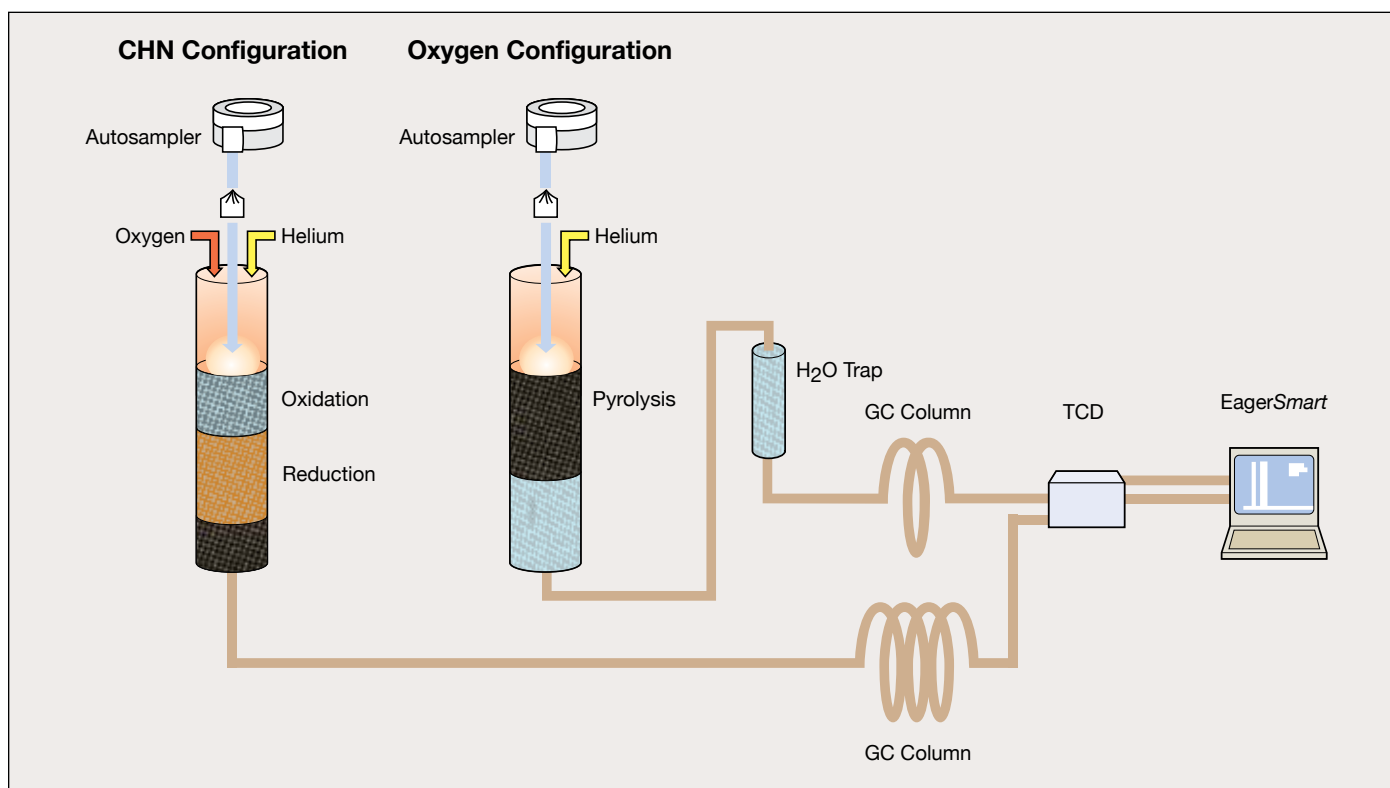 CHN Configuration
Oxygen Configuration
Autosampler
Autosampler
Oxygen
Helium
Helium
Oxidation
Reduction
Pyrolysis
H2O Trap
GC Column
TCD
EagerSmart
GC Column